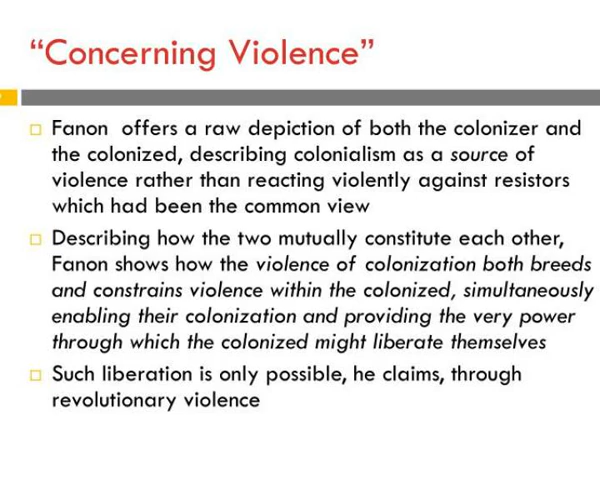 “Concerning Violence”
Fanon offers a raw depiction of both the colonizer and
the colonized, describing colonialism as a source of
violence rather than reacting violently against resistors
which had been the common view
Describing how the two mutually constitute each other,
Fanon shows how the violence of colonization both breeds
and constrains violence within the colonized, simultaneously
enabling their colonization and providing the very power
through which the colonized might liberate themselves
Such liberation is only possible, he claims, through
revolutionary violence